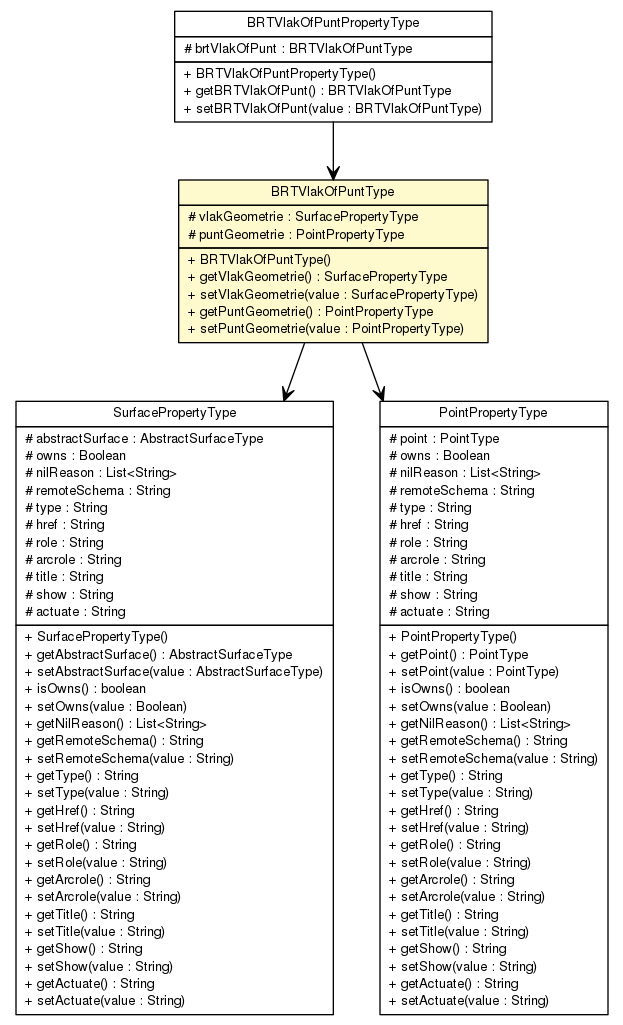 BRTVlakOfPuntPropertyType
# brtVlakOfPunt : BRTVlakOfPuntType
+ BRTVlakOfPuntPropertyType()
+ getBRTVlakOfPunt() : BRTVlakOfPuntType
+ setBRTVlakOfPunt(value : BRTVlakOfPuntType)
BRTVlakOfPuntType
# vlakGeometrie : SurfacePropertyType
# puntGeometrie : PointPropertyType
+ BRTVlakOfPuntType()
+ getVlakGeometrie() : SurfacePropertyType
+ setVlakGeometrie(value : SurfacePropertyType)
+ getPuntGeometrie() : PointPropertyType
+ setPuntGeometrie(value : PointPropertyType)
SurfacePropertyType
# abstractSurface : AbstractSurfaceType
# owns : Boolean
# nilReason : List<String>
# remoteSchema : String
# type : String
# href : String
# role : String
# arcrole : String
# title : String
# show : String
# actuate : String
+ SurfacePropertyType()
+ getAbstractSurface() : AbstractSurfaceType
+ setAbstractSurface(value : AbstractSurfaceType)
+ isOwns() : boolean
+ setOwns(value : Boolean)
+ getNilReason() : List<String>
+ getRemoteSchema() : String
+ setRemoteSchema(value : String)
+ getType() : String
+ setType(value : String)
+ getHref() : String
+ setHref(value : String)
+ getRole() : String
+ setRole(value : String)
+ getArcrole() : String
+ setArcrole(value : String)
+ getTitle() : String
+ setTitle(value : String)
+ getShow() : String
+ setShow(value : String)
+ getActuate() : String
+ setActuate(value : String)
PointPropertyType
# point : PointType
# owns : Boolean
# nilReason : List<String>
# remoteSchema : String
# type : String
# href : String
# role : String
# arcrole : String
# title : String
# show : String
# actuate : String
+ PointPropertyType()
+ getPoint() : PointType
+ setPoint(value : PointType)
+ isOwns() : boolean
+ setOwns(value : Boolean)
+ getNilReason() : List<String>
+ getRemoteSchema() : String
+ setRemoteSchema(value : String)
+ getType() : String
+ setType(value : String)
+ getHref() : String
+ setHref(value : String)
+ getRole() : String
+ setRole(value : String)
+ getArcrole() : String
+ setArcrole(value : String)
+ getTitle() : String
+ setTitle(value : String)
+ getShow() : String
+ setShow(value : String)
+ getActuate() : String
+ setActuate(value : String)